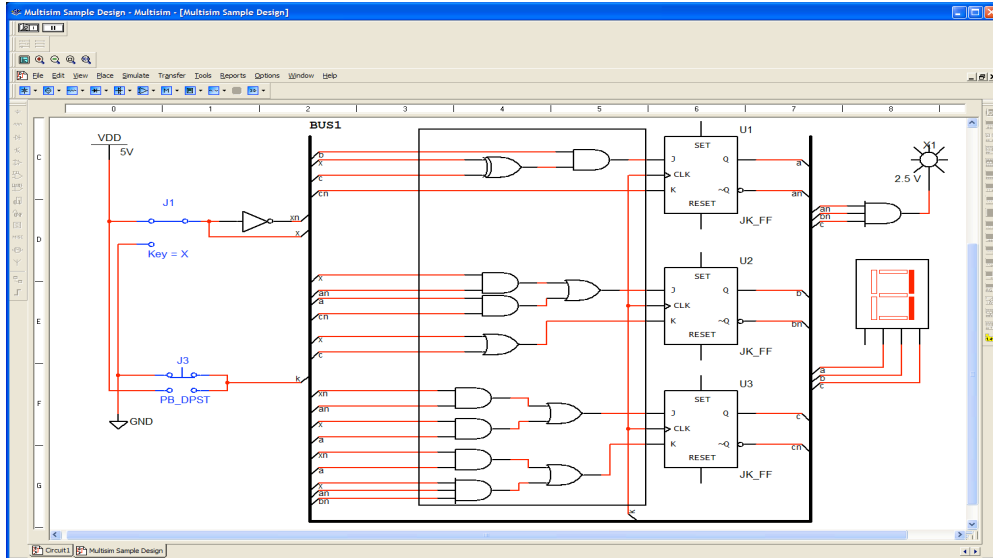 Multisim Sample Design - Multisim - [Multisim Sample Design]
File Edit View Place Simulate Transfer Tools Reports Options Window Help
0 1 2 3 4 5 6 7 8
C
D
E
F
G
VDD
5V
J1
Key = X
xn
x
J3
PB_DPST
k
GND
BUS1
b
x
c
cn
x
an
a
cn
x
c
xn
an
x
a
xn
a
x
an
bn
k
U1
SET
J Q
CLK
K ~Q
RESET
JK_FF
a
an
U2
SET
J Q
CLK
K ~Q
RESET
JK_FF
b
bn
U3
SET
J Q
CLK
K ~Q
RESET
JK_FF
c
cn
X1
2.5 V
an
bn
c
a
b
c
Circuit1 Multisim Sample Design